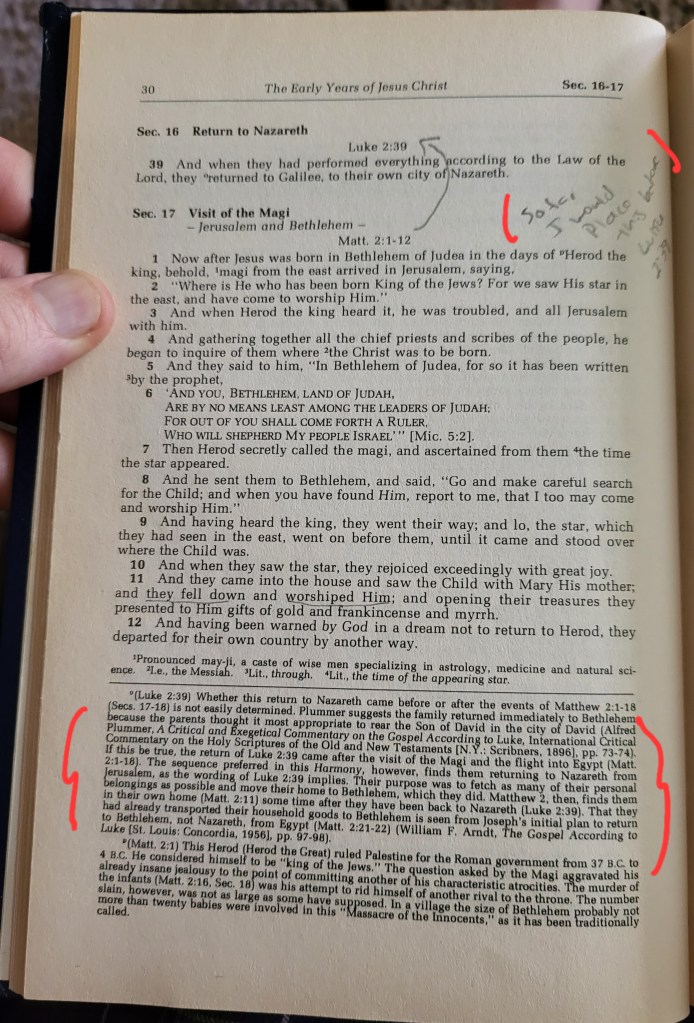 30 The Early Years of Jesus Christ Sec. 16-17
Sec. 16 Return to Nazareth
Luke 2:39
39 And when they had performed everything according to the Law of the
Lord, they ᵒreturned to Galilee, to their own city of Nazareth.
So far,
I would
Place
this before
Luke
2:39
Sec. 17 Visit of the Magi
- Jerusalem and Bethlehem -
Matt. 2:1-12
1 Now after Jesus was born in Bethlehem of Judea in the days of ᵖHerod the
king, behold, ¹magi from the east arrived in Jerusalem, saying,
2 "Where is He who has been born King of the Jews? For we saw His star in
the east, and have come to worship Him."
3 And when Herod the king heard it, he was troubled, and all Jerusalem
with him.
4 And gathering together all the chief priests and scribes of the people, he
began to inquire of them where ²the Christ was to be born.
5 And they said to him, "In Bethlehem of Judea, for so it has been written
³by the prophet,
6 'AND YOU, BETHLEHEM, LAND OF JUDAH,
ARE BY NO MEANS LEAST AMONG THE LEADERS OF JUDAH;
FOR OUT OF YOU SHALL COME FORTH A RULER,
WHO WILL SHEPHERD MY PEOPLE ISRAEL'" [Mic. 5:2].
7 Then Herod secretly called the magi, and ascertained from them ⁴the time
the star appeared.
8 And he sent them to Bethlehem, and said, "Go and make careful search
for the Child; and when you have found Him, report to me, that I too may come
and worship Him."
9 And having heard the king, they went their way; and lo, the star, which
they had seen in the east, went on before them, until it came and stood over
where the Child was.
10 And when they saw the star, they rejoiced exceedingly with great joy.
11 And they came into the house and saw the Child with Mary His mother;
and they fell down and worshiped Him; and opening their treasures they
presented to Him gifts of gold and frankincense and myrrh.
12 And having been warned by God in a dream not to return to Herod, they
departed for their own country by another way.
¹Pronounced may-ji, a caste of wise men specializing in astrology, medicine and natural sci-
ence. ²I.e., the Messiah. ³Lit., through. ⁴Lit., the time of the appearing star.
ᵒ(Luke 2:39) Whether this return to Nazareth came before or after the events of Matthew 2:1-18
(Secs. 17-18) is not easily determined. Plummer suggests the family returned immediately to Bethlehem
because the parents thought it most appropriate to rear the Son of David in the city of David (Alfred
Plummer, A Critical and Exegetical Commentary on the Gospel According to Luke, International Critical
Commentary on the Holy Scriptures of the Old and New Testaments [N.Y.: Scribners, 1896], pp. 73-74).
If this be true, the return of Luke 2:39 came after the visit of the Magi and the flight into Egypt (Matt.
2:1-18). The sequence preferred in this Harmony, however, finds them returning to Nazareth from
Jerusalem, as the wording of Luke 2:39 implies. Their purpose was to fetch as many of their personal
belongings as possible and move their home to Bethlehem, which they did. Matthew 2, then, finds them
in their own home (Matt. 2:11) some time after they have been back to Nazareth (Luke 2:39). That they
had already transported their household goods to Bethlehem is seen from Joseph's initial plan to return
to Bethlehem, not Nazareth, from Egypt (Matt. 2:21-22) (William F. Arndt, The Gospel According to
Luke [St. Louis: Concordia, 1956], pp. 97-98).
ᵖ(Matt. 2:1) This Herod (Herod the Great) ruled Palestine for the Roman government from 37 B.C. to
4 B.C. He considered himself to be "king of the Jews." The question asked by the Magi aggravated his
already insane jealousy to the point of committing another of his characteristic atrocities. The murder of
the infants (Matt. 2:16, Sec. 18) was his attempt to rid himself of another rival to the throne. The number
slain, however, was not as large as some have supposed. In a village the size of Bethlehem probably not
more than twenty babies were involved in this "Massacre of the Innocents," as it has been traditionally
called.